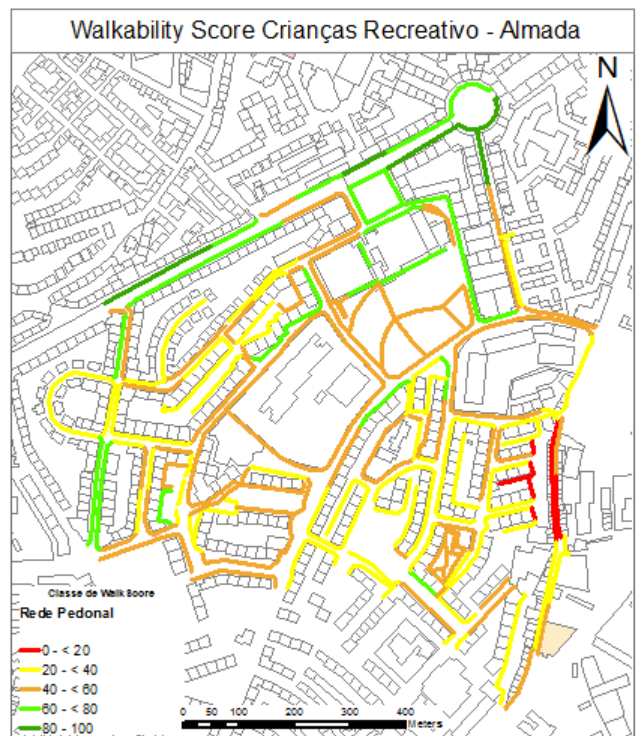 Walkability Score Crianças Recreativo - Almada
N
Classe de Walk Score
Rede Pedonal
0 - < 20
20 - < 40
40 - < 60
60 - < 80
80 - 100
0 50 100 200 300 400
Meters